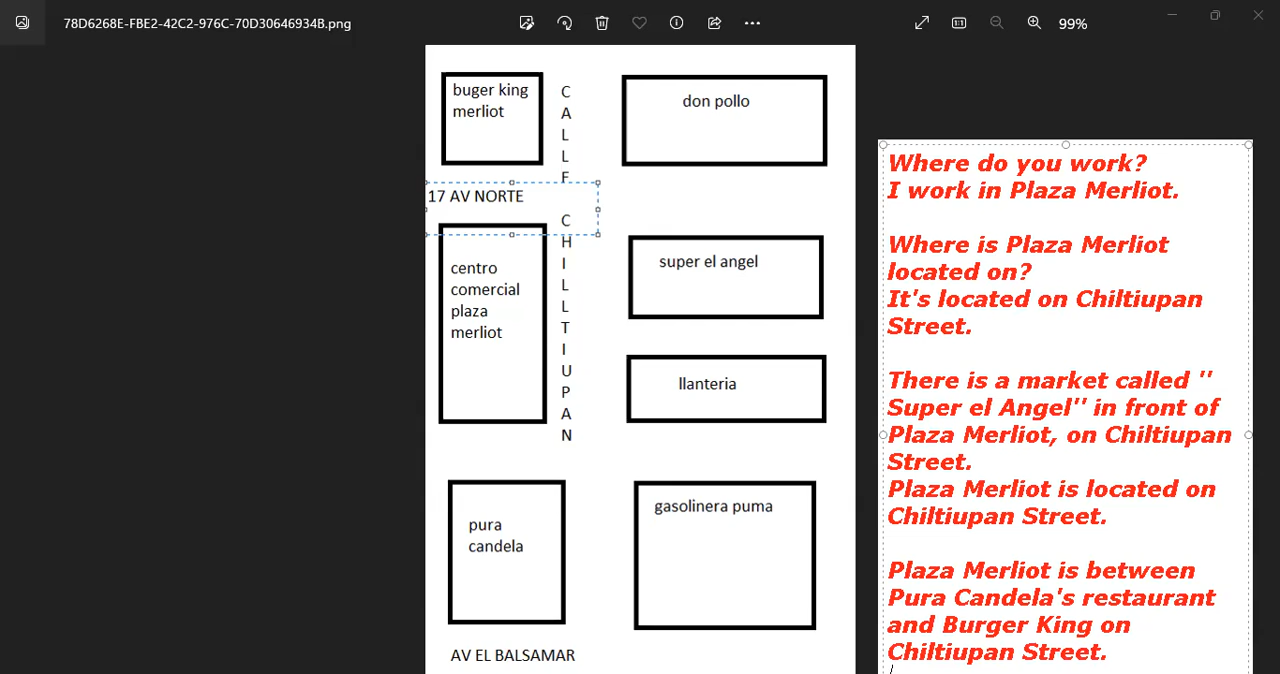 78D6268E-FBE2-42C2-976C-70D30646934B.png
99%
buger king
merliot
C
A
L
L
E
don pollo
17 AV NORTE
C
H
I
L
L
T
I
U
P
A
N
centro
comercial
plaza
merliot
super el angel
llanteria
pura
candela
gasolinera puma
AV EL BALSAMAR
Where do you work?
I work in Plaza Merliot.
Where is Plaza Merliot
located on?
It's located on Chiltiupan
Street.
There is a market called ''
Super el Angel'' in front of
Plaza Merliot, on Chiltiupan
Street.
Plaza Merliot is located on
Chiltiupan Street.
Plaza Merliot is between
Pura Candela's restaurant
and Burger King on
Chiltiupan Street.